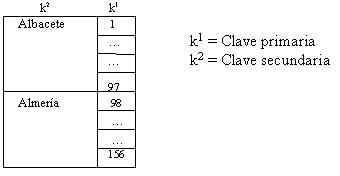 k² k¹
Albacete 1
...
...
97
Almería 98
...
...
156
k¹ = Clave primaria
k² = Clave secundaria